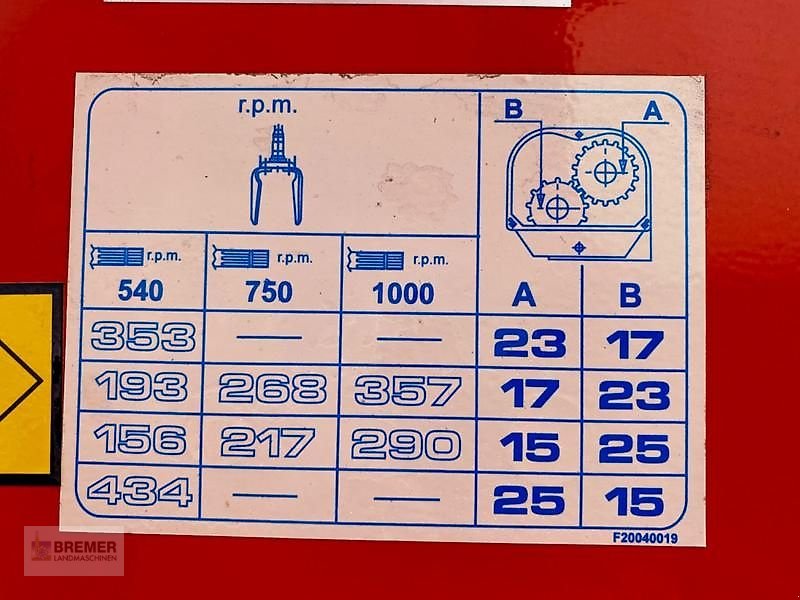 r.p.m.
B A
r.p.m. r.p.m. r.p.m.
540 750 1000 A B
353 — — 23 17
193 268 357 17 23
156 217 290 15 25
434 — — 25 15
F20040019
BREMER
LANDMASCHINEN